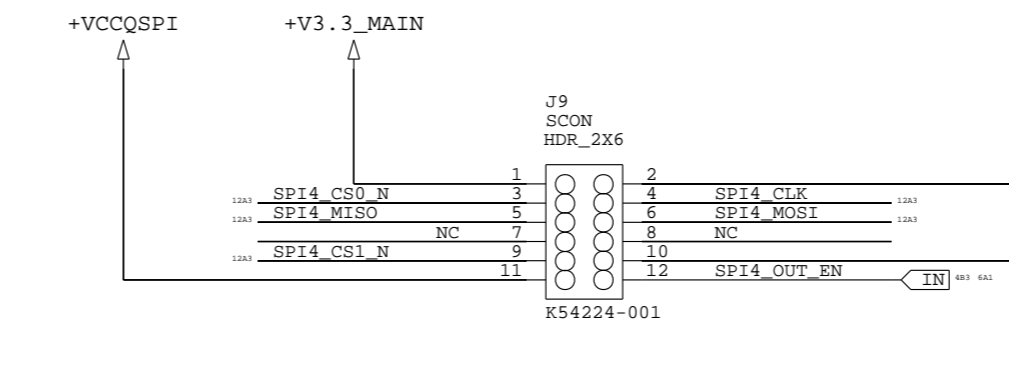 +VCCQSPI +V3.3_MAIN
J9
SCON
HDR_2X6
1 2
12A3 SPI4_CS0_N 3 4 SPI4_CLK 12A3
12A3 SPI4_MISO 5 6 SPI4_MOSI 12A3
NC 7 8 NC
12A3 SPI4_CS1_N 9 10
11 12 SPI4_OUT_EN IN 4B3 6A1
K54224-001